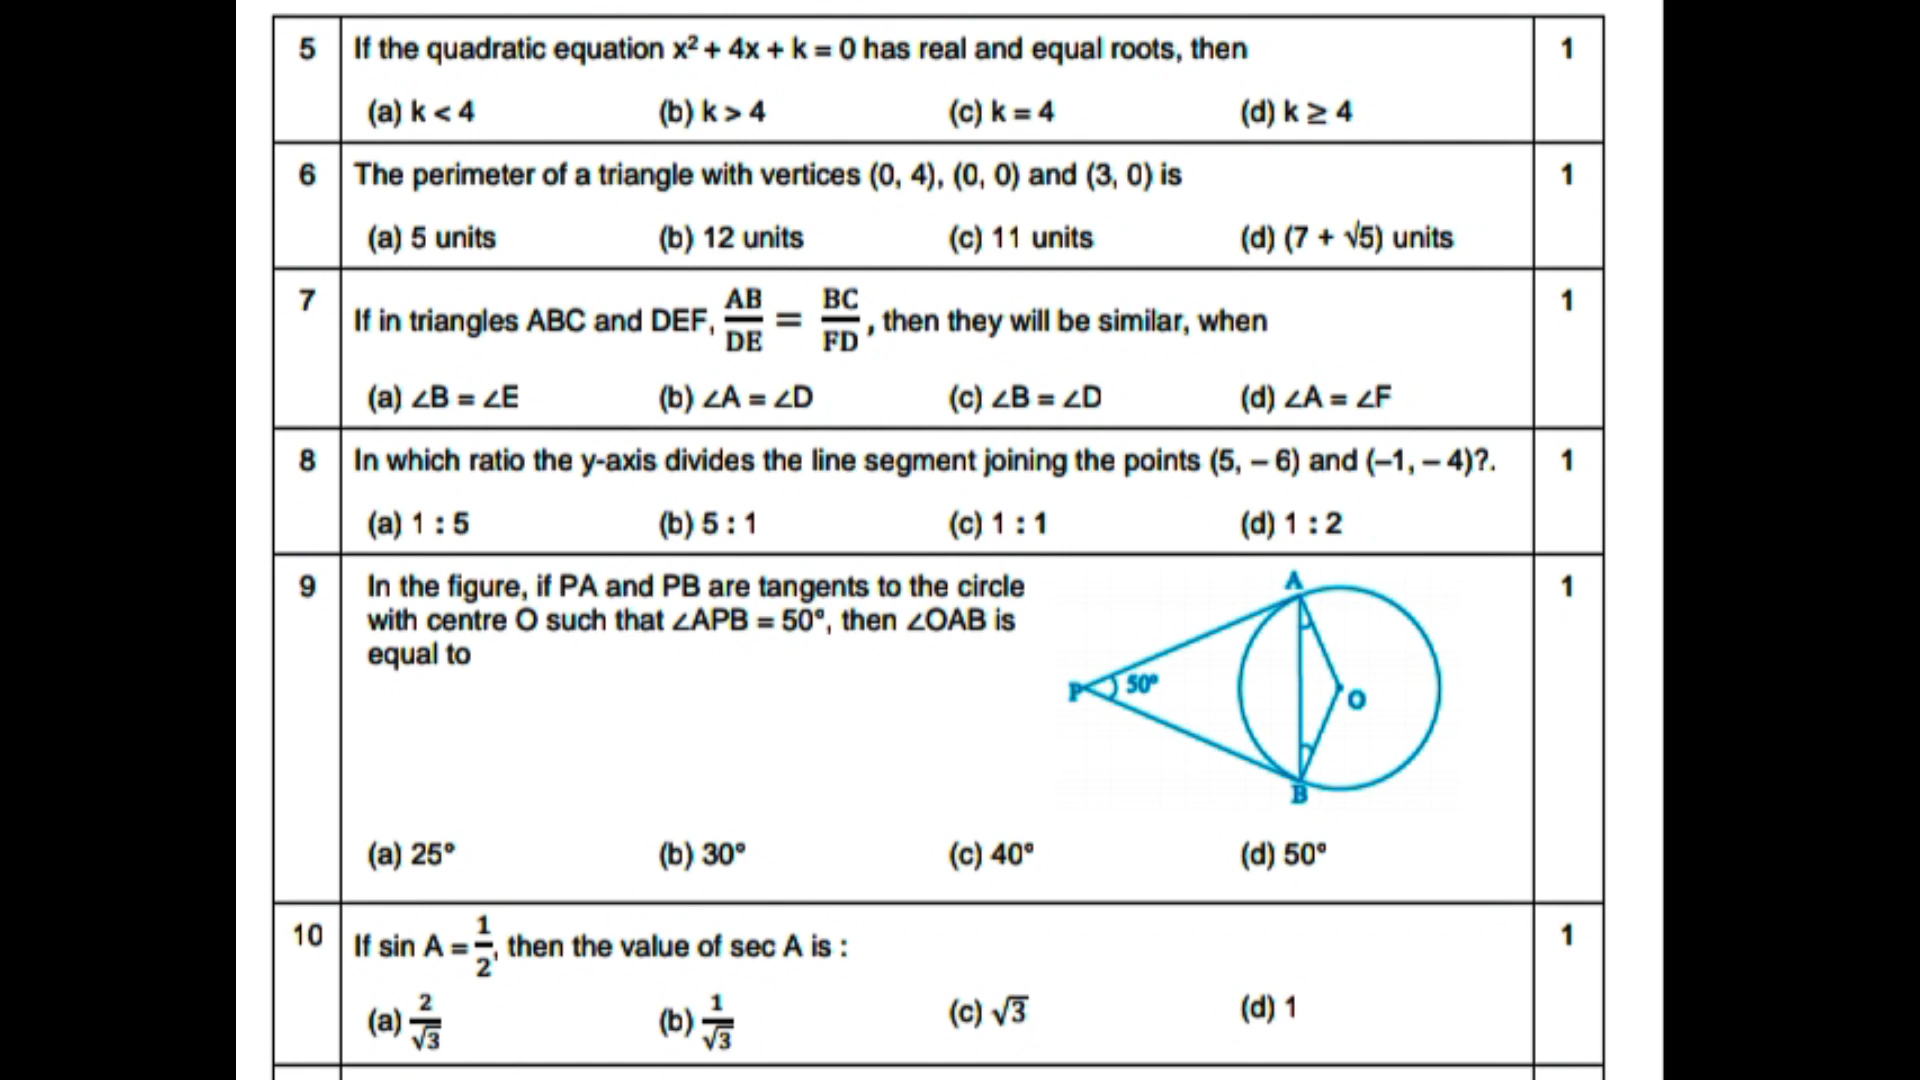 5 If the quadratic equation x² + 4x + k = 0 has real and equal roots, then 1
(a) k < 4 (b) k > 4 (c) k = 4 (d) k ≥ 4
6 The perimeter of a triangle with vertices (0, 4), (0, 0) and (3, 0) is 1
(a) 5 units (b) 12 units (c) 11 units (d) (7 + √5) units
7 If in triangles ABC and DEF, AB/DE = BC/FD, then they will be similar, when 1
(a) ∠B = ∠E (b) ∠A = ∠D (c) ∠B = ∠D (d) ∠A = ∠F
8 In which ratio the y-axis divides the line segment joining the points (5, – 6) and (–1, – 4)?. 1
(a) 1 : 5 (b) 5 : 1 (c) 1 : 1 (d) 1 : 2
9 In the figure, if PA and PB are tangents to the circle 1
with centre O such that ∠APB = 50°, then ∠OAB is
equal to
A
P 50° O
B
(a) 25° (b) 30° (c) 40° (d) 50°
10 If sin A = 1/2, then the value of sec A is : 1
(a) 2/√3 (b) 1/√3 (c) √3 (d) 1